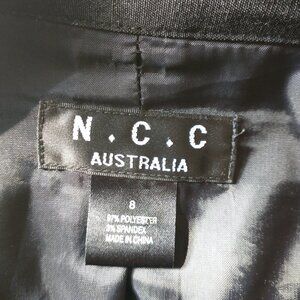 N.C.C
AUSTRALIA
8
97% POLYESTER
3% SPANDEX
MADE IN CHINA